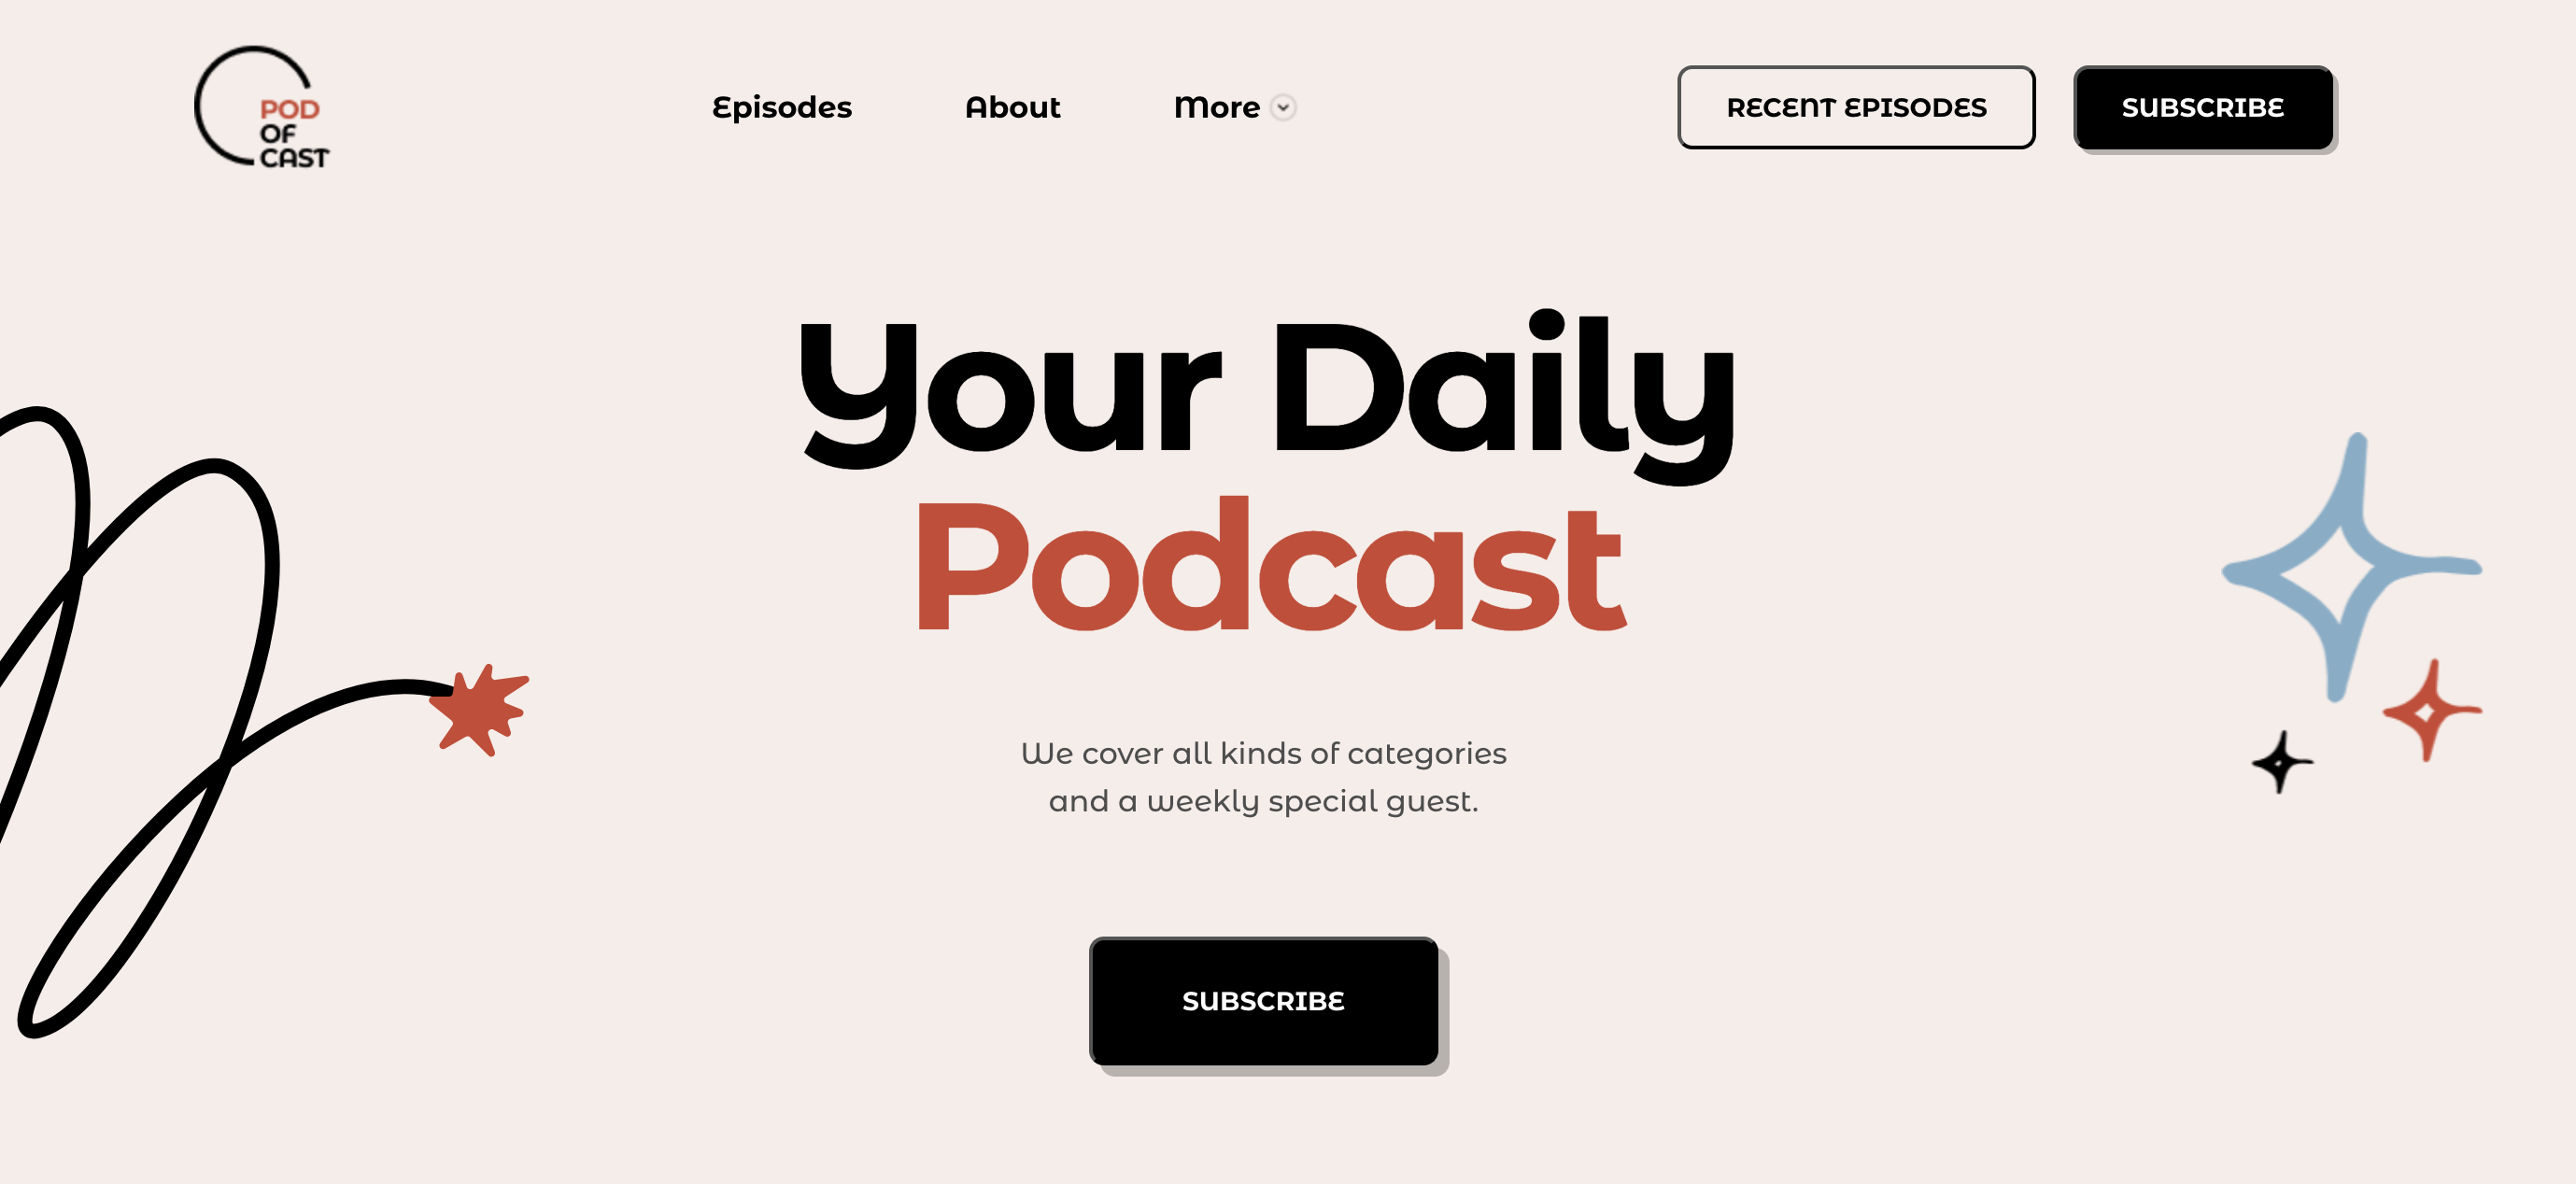 POD
OF
CAST
Episodes
About
More
RECENT EPISODES
SUBSCRIBE
Your Daily
Podcast
We cover all kinds of categories
and a weekly special guest.
SUBSCRIBE